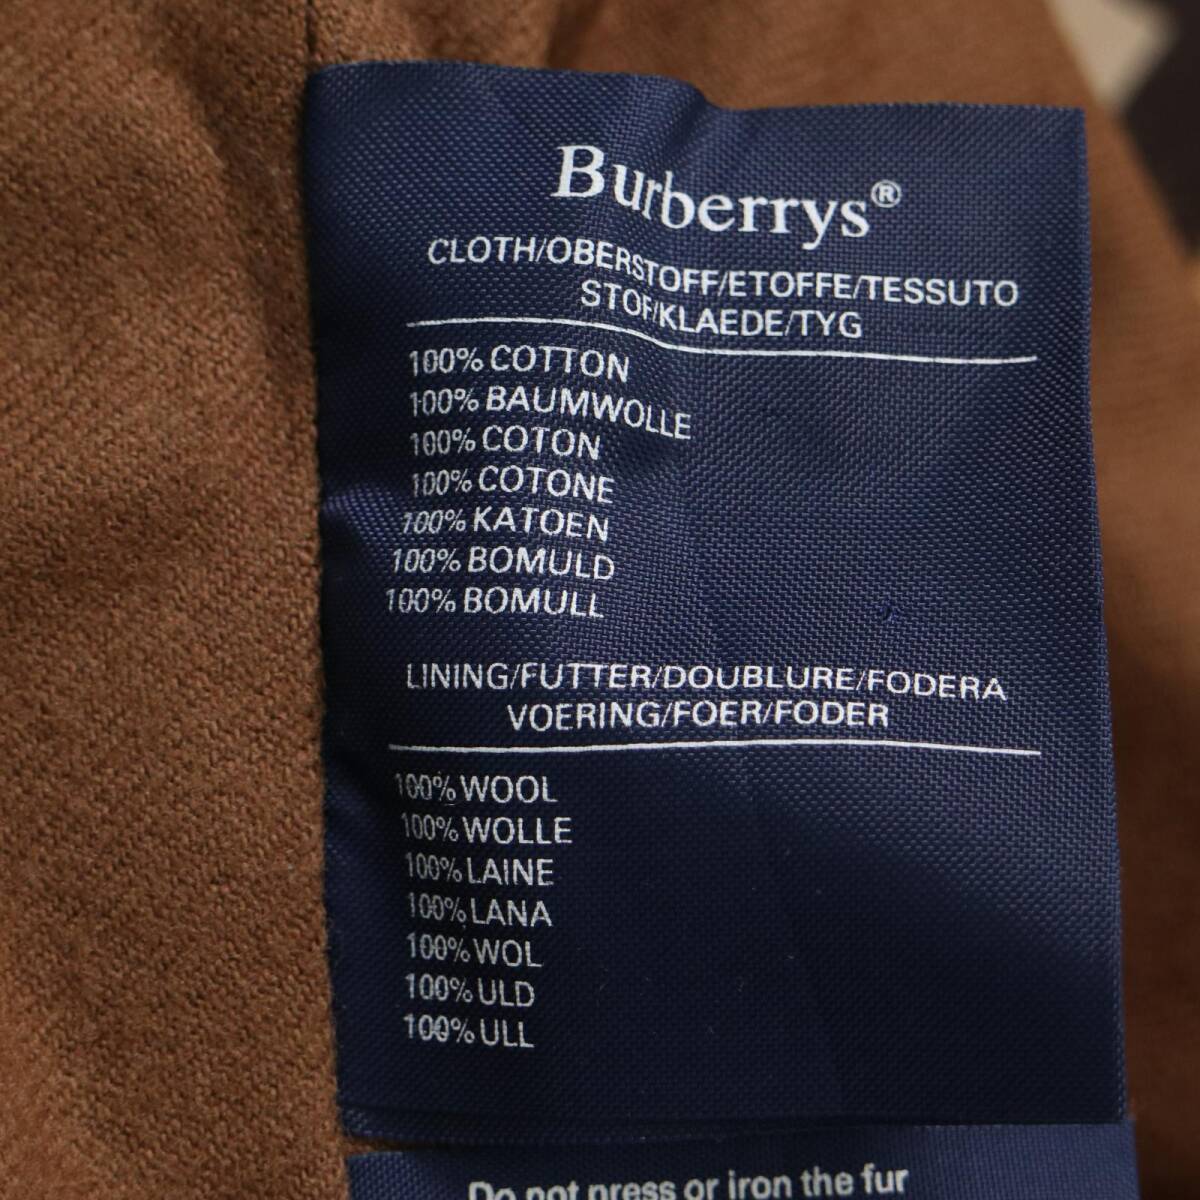 Burberrys®
CLOTH/OBERSTOFF/ETOFFE/TESSUTO
STOF/KLAEDE/TYG
100% COTTON
100% BAUMWOLLE
100% COTON
100% COTONE
100% KATOEN
100% BOMULD
100% BOMULL
LINING/FUTTER/DOUBLURE/FODERA
VOERING/FOER/FODER
100% WOOL
100% WOLLE
100% LAINE
100% LANA
100% WOL
100% ULD
100% ULL
Do not press or iron the fur